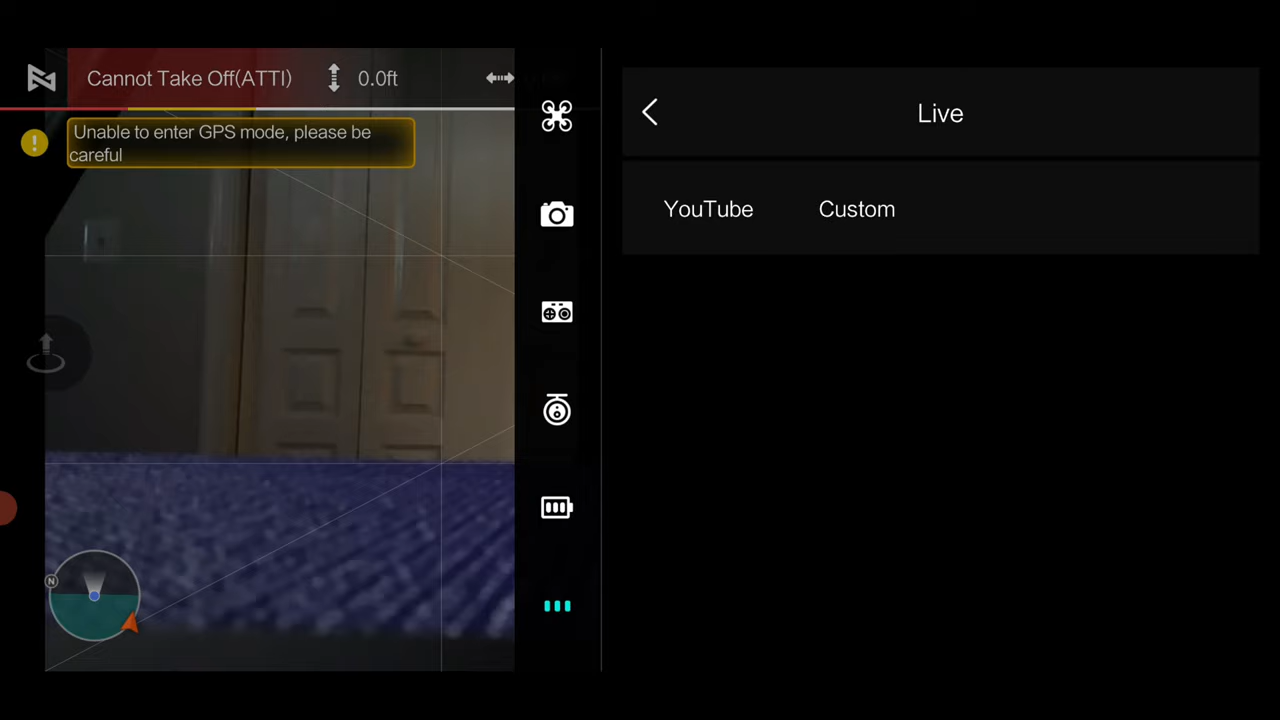 Cannot Take Off(ATTI) 0.0ft
Unable to enter GPS mode, please be
careful
N
Live
YouTube Custom